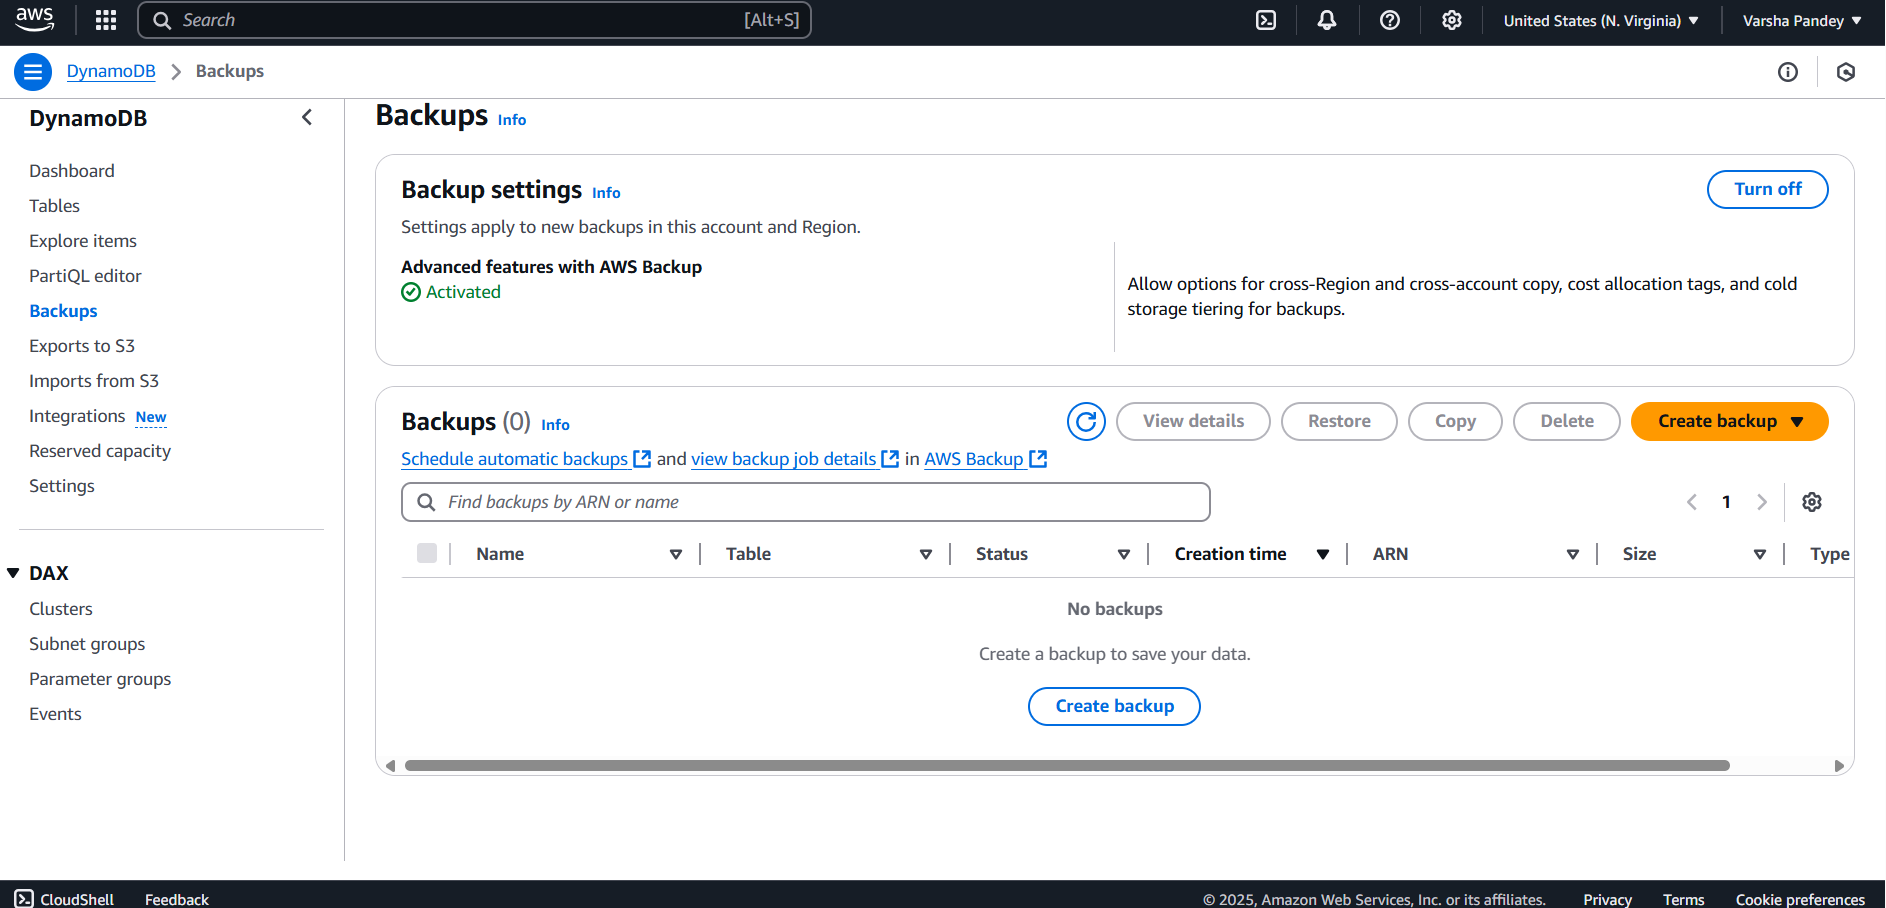 aws
Search [Alt+S]
United States (N. Virginia)
Varsha Pandey
DynamoDB > Backups
DynamoDB
Dashboard
Tables
Explore items
PartiQL editor
Backups
Exports to S3
Imports from S3
Integrations New
Reserved capacity
Settings
DAX
Clusters
Subnet groups
Parameter groups
Events
Backups Info
Backup settings Info
Turn off
Settings apply to new backups in this account and Region.
Advanced features with AWS Backup
Activated
Allow options for cross-Region and cross-account copy, cost allocation tags, and cold
storage tiering for backups.
Backups (0) Info
View details
Restore
Copy
Delete
Create backup
Schedule automatic backups and view backup job details in AWS Backup
Find backups by ARN or name
1
Name Table Status Creation time ARN Size Type
No backups
Create a backup to save your data.
Create backup
CloudShell Feedback
© 2025, Amazon Web Services, Inc. or its affiliates. Privacy Terms Cookie preferences